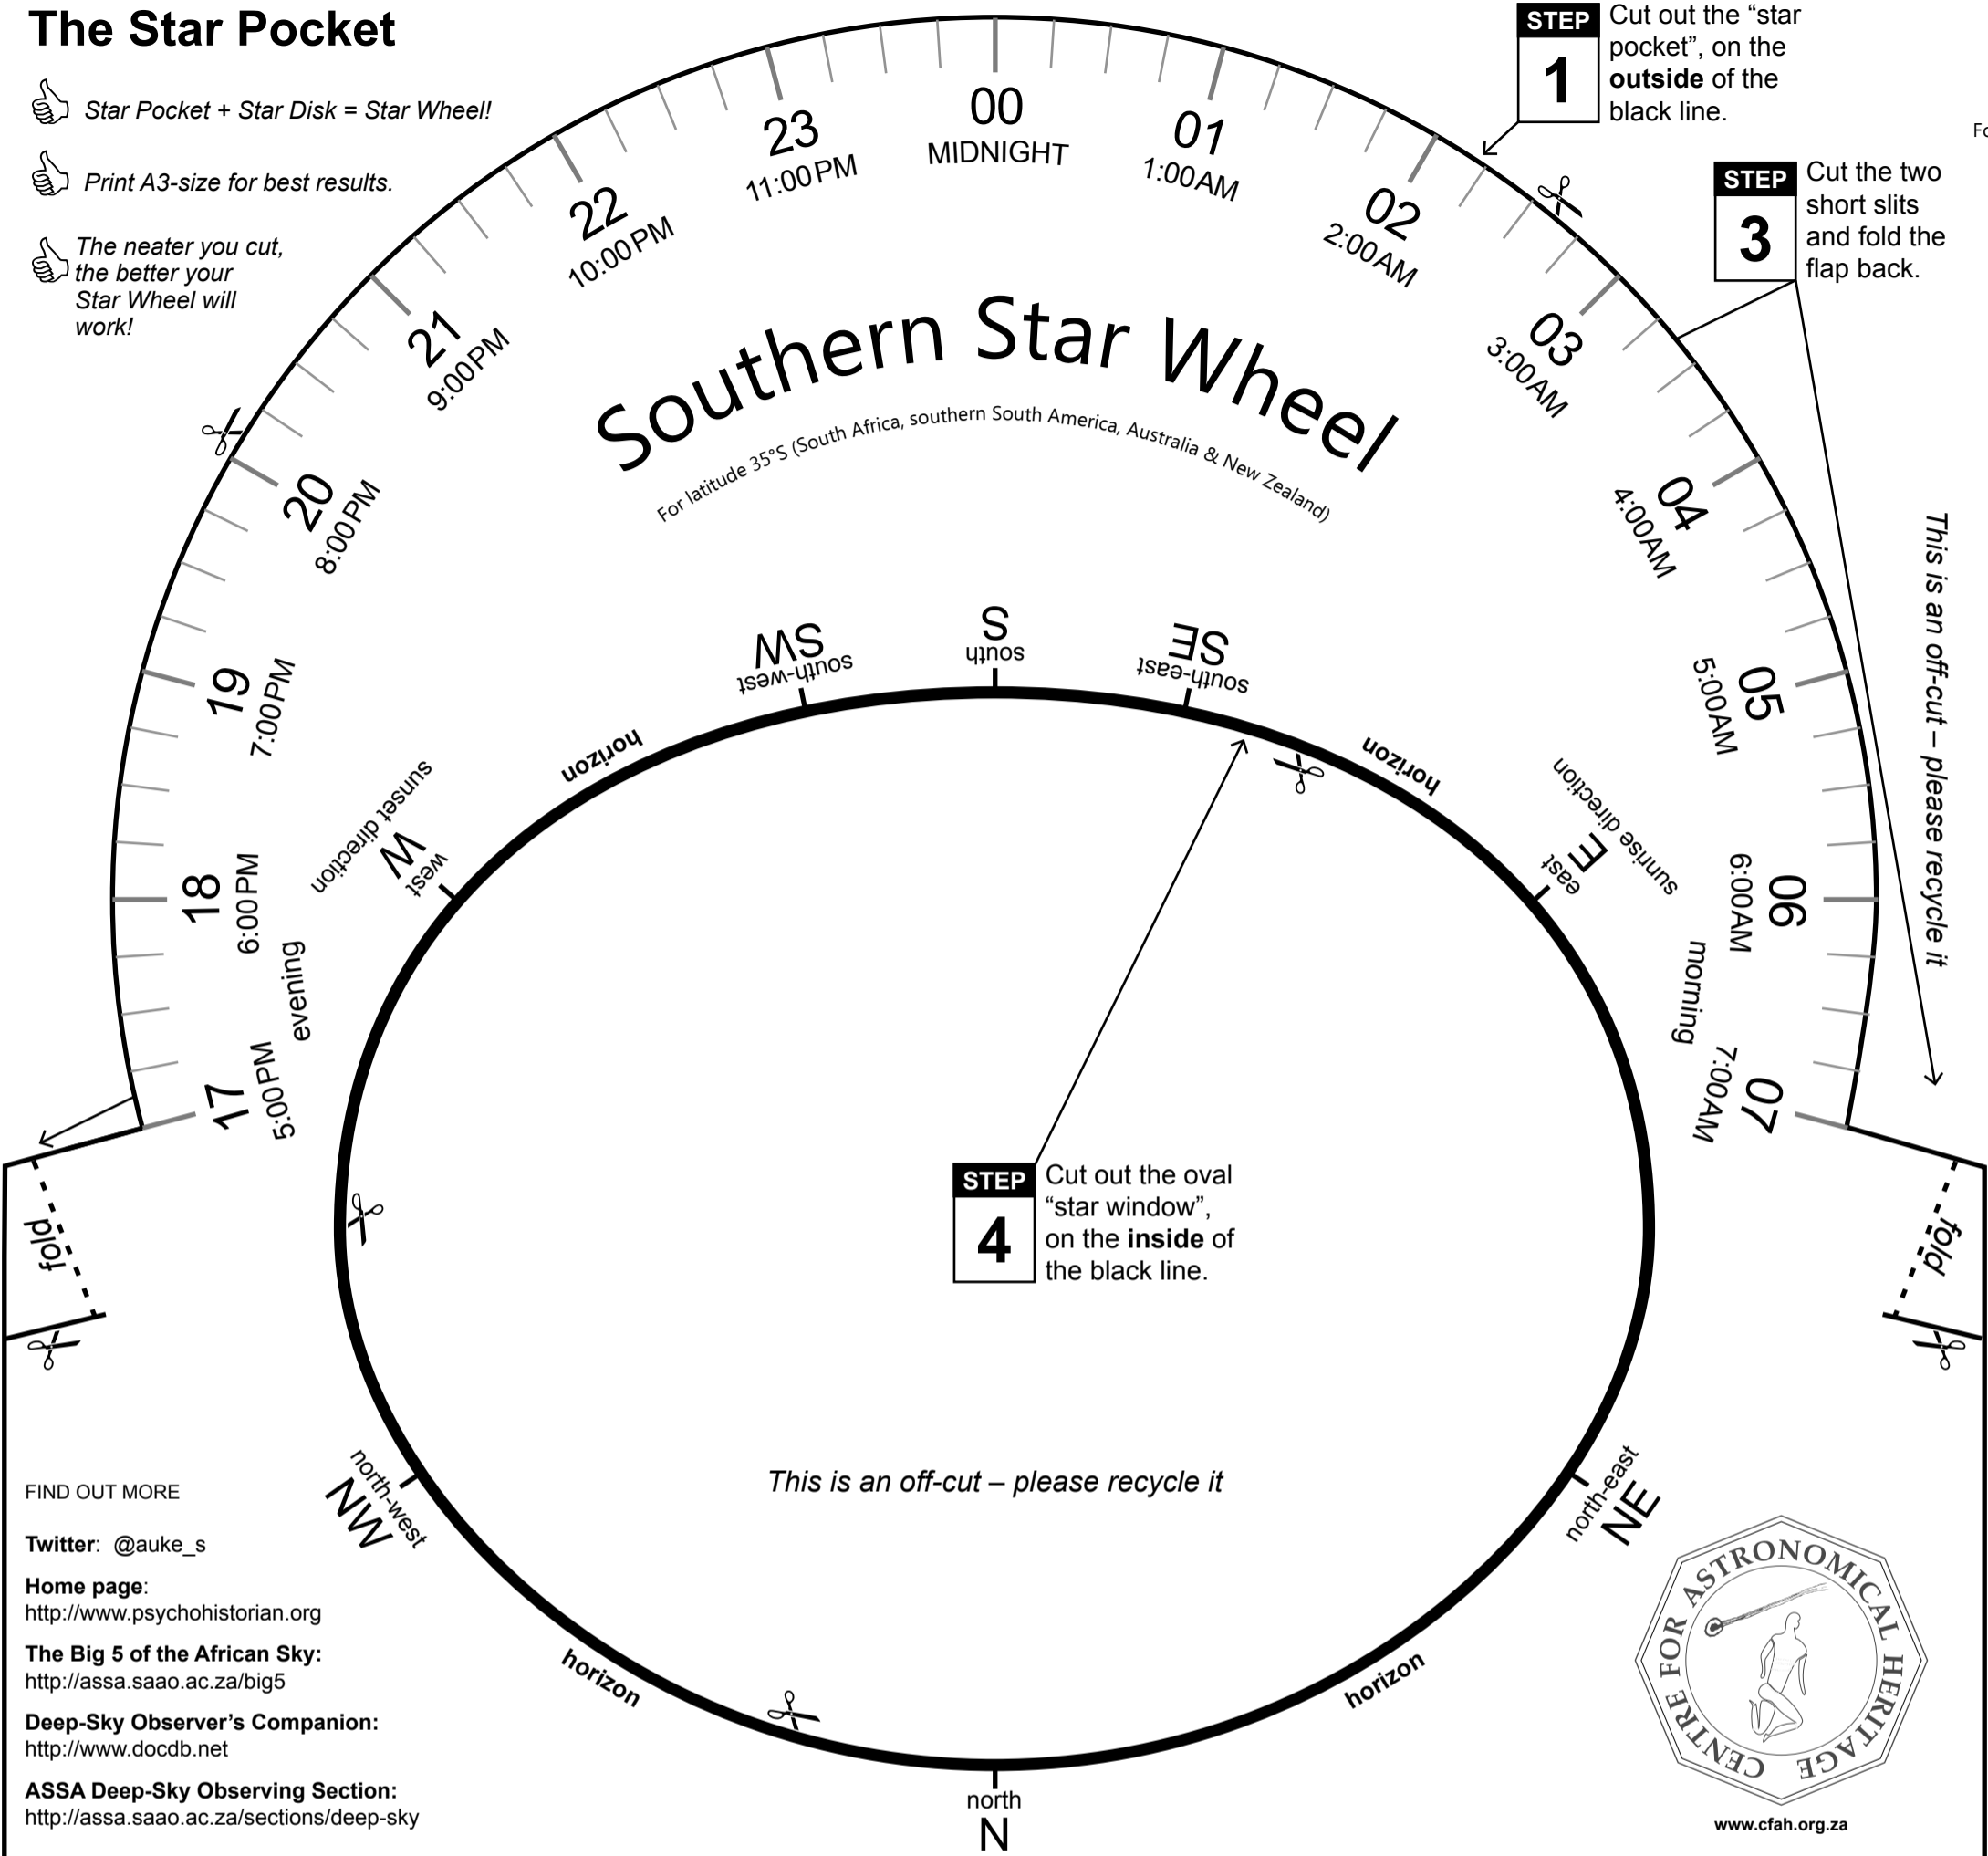 The Star Pocket
Star Pocket + Star Disk = Star Wheel!
Print A3-size for best results.
The neater you cut,
the better your
Star Wheel will
work!
STEP
1
Cut out the “star
pocket”, on the
outside of the
black line.
STEP
3
Cut the two
short slits
and fold the
flap back.
17
5:00PM
18
6:00PM
19
7:00PM
20
8:00PM
21
9:00PM
22
10:00PM
23
11:00PM
00
MIDNIGHT
01
1:00AM
02
2:00AM
03
3:00AM
04
4:00AM
05
5:00AM
06
6:00AM
07
7:00AM
evening
morning
Southern Star Wheel
For latitude 35°S (South Africa, southern South America, Australia & New Zealand)
This is an off-cut – please recycle it
SW
south-west
S
south
SE
south-east
horizon
horizon
sunset direction
W
west
sunrise direction
E
east
STEP
4
Cut out the oval
“star window”,
on the inside of
the black line.
fold
fold
This is an off-cut – please recycle it
north-west
NW
north-east
NE
horizon
horizon
north
N
FIND OUT MORE
Twitter: @auke_s
Home page:
http://www.psychohistorian.org
The Big 5 of the African Sky:
http://assa.saao.ac.za/big5
Deep-Sky Observer’s Companion:
http://www.docdb.net
ASSA Deep-Sky Observing Section:
http://assa.saao.ac.za/sections/deep-sky
CENTRE FOR ASTRONOMICAL HERITAGE
www.cfah.org.za